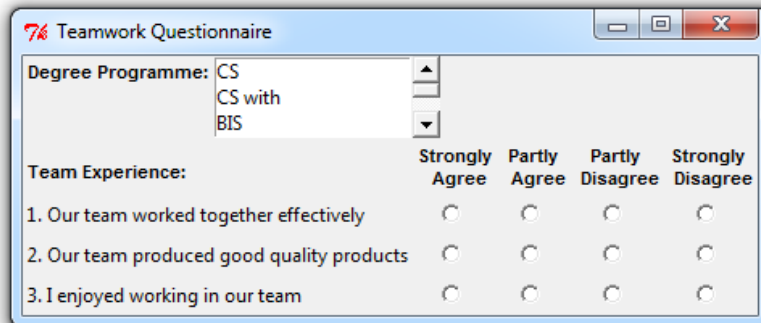 Teamwork Questionnaire
Degree Programme: CS
CS with
BIS
Strongly Partly Partly Strongly
Team Experience: Agree Agree Disagree Disagree
1. Our team worked together effectively
2. Our team produced good quality products
3. I enjoyed working in our team